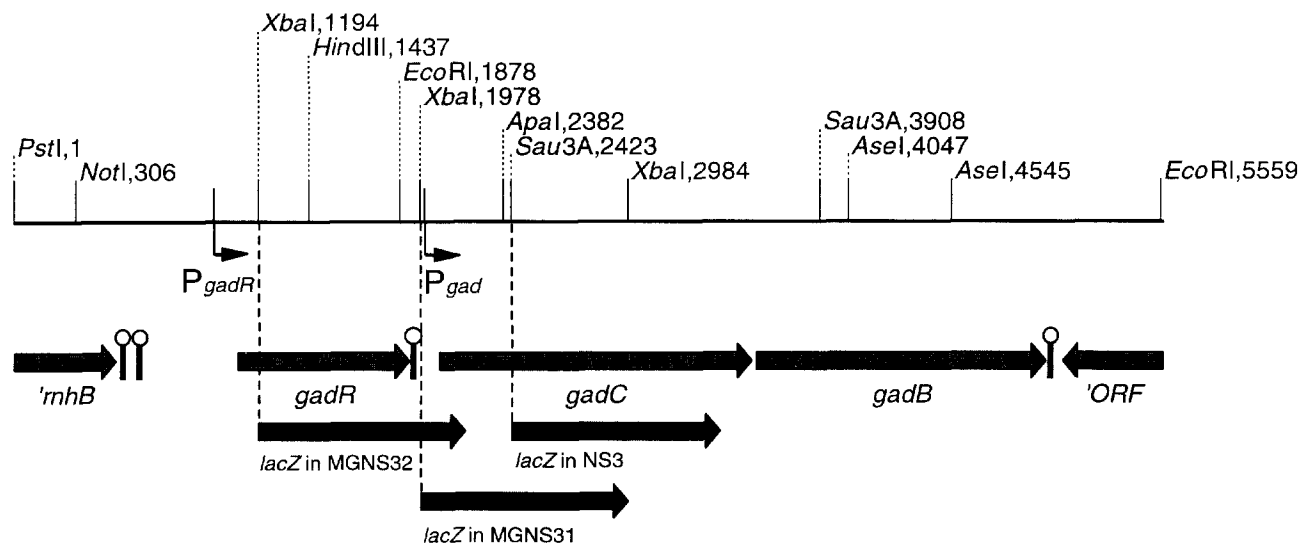 XbaI,1194
HindIII,1437
EcoRI,1878
XbaI,1978
ApaI,2382
Sau3A,2423
Sau3A,3908
PstI,1
NotI,306
XbaI,2984
AseI,4047
AseI,4545
EcoRI,5559
PgadR
Pgad
'rnhB
gadR
gadC
gadB
'ORF
lacZ in MGNS32
lacZ in NS3
lacZ in MGNS31